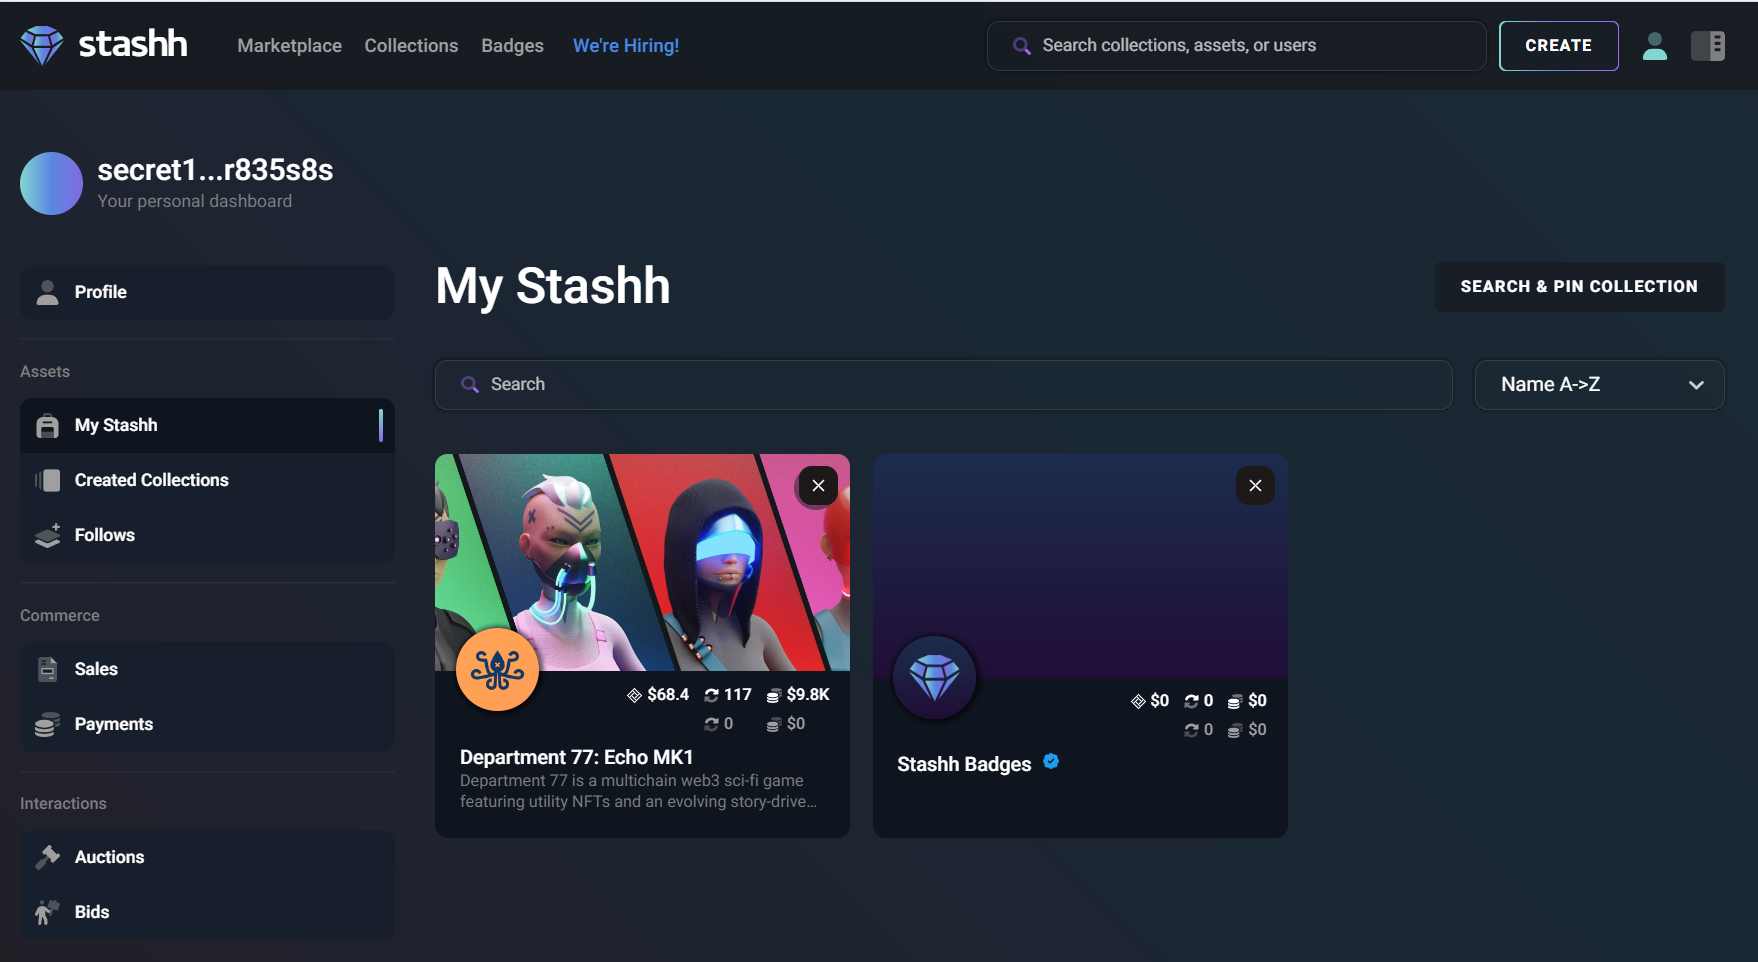 stashh
Marketplace
Collections
Badges
We're Hiring!
Search collections, assets, or users
CREATE
secret1...r835s8s
Your personal dashboard
Profile
Assets
My Stashh
Created Collections
Follows
Commerce
Sales
Payments
Interactions
Auctions
Bids
My Stashh
SEARCH & PIN COLLECTION
Search
Name A->Z
$68.4 117 $9.8K
0 $0
Department 77: Echo MK1
Department 77 is a multichain web3 sci-fi game
featuring utility NFTs and an evolving story-drive...
$0 0 $0
0 $0
Stashh Badges